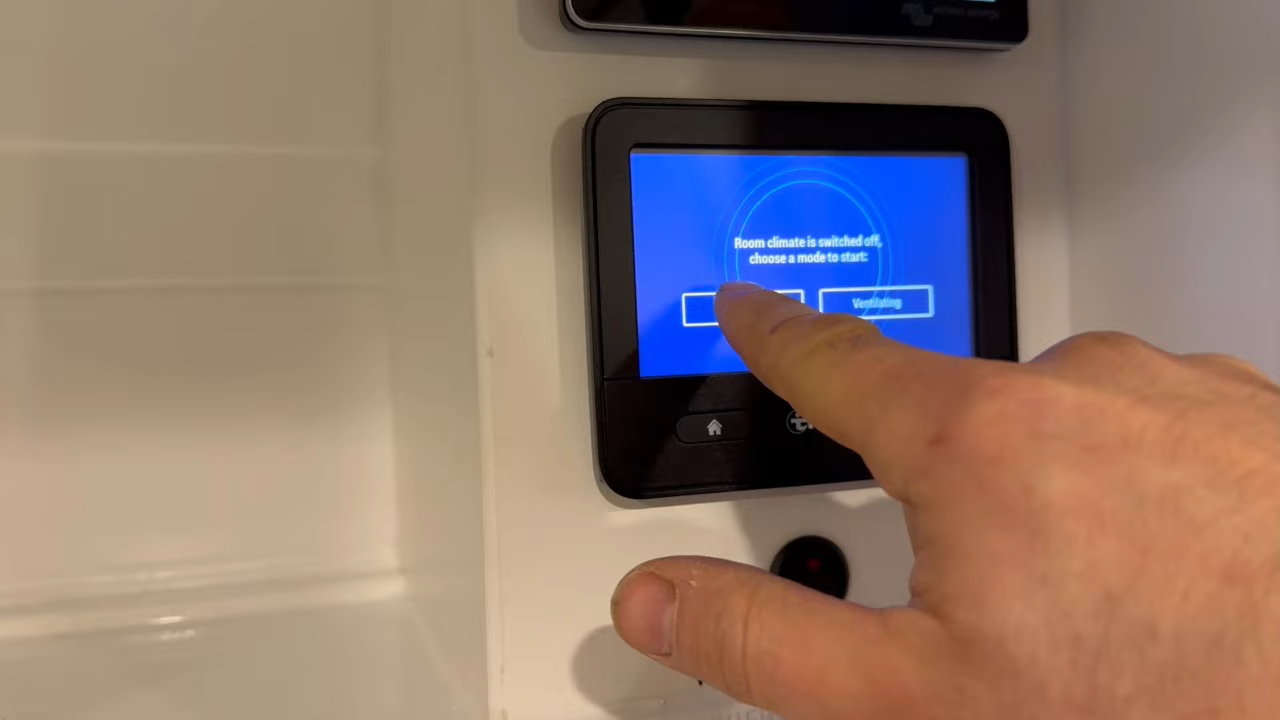 Room climate is switched off,
choose a mode to start:
Ventilating